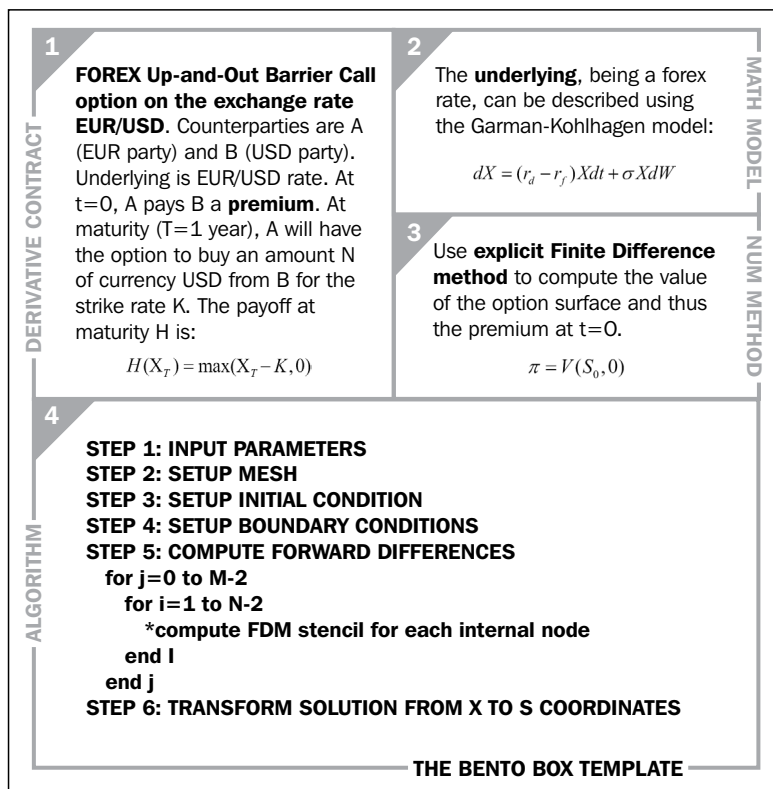 1
FOREX Up-and-Out Barrier Call
option on the exchange rate
EUR/USD. Counterparties are A
(EUR party) and B (USD party).
Underlying is EUR/USD rate. At
t=0, A pays B a premium. At
maturity (T=1 year), A will have
the option to buy an amount N
of currency USD from B for the
strike rate K. The payoff at
maturity H is:
H(X_T) = max(X_T − K, 0)
DERIVATIVE CONTRACT
2
The underlying, being a forex
rate, can be described using
the Garman-Kohlhagen model:
dX = (r_d − r_f) Xdt + σ XdW
MATH MODEL
3
Use explicit Finite Difference
method to compute the value
of the option surface and thus
the premium at t=0.
π = V(S_0, 0)
NUM METHOD
4
STEP 1: INPUT PARAMETERS
STEP 2: SETUP MESH
STEP 3: SETUP INITIAL CONDITION
STEP 4: SETUP BOUNDARY CONDITIONS
STEP 5: COMPUTE FORWARD DIFFERENCES
for j=0 to M-2
for i=1 to N-2
*compute FDM stencil for each internal node
end I
end j
STEP 6: TRANSFORM SOLUTION FROM X TO S COORDINATES
ALGORITHM
THE BENTO BOX TEMPLATE